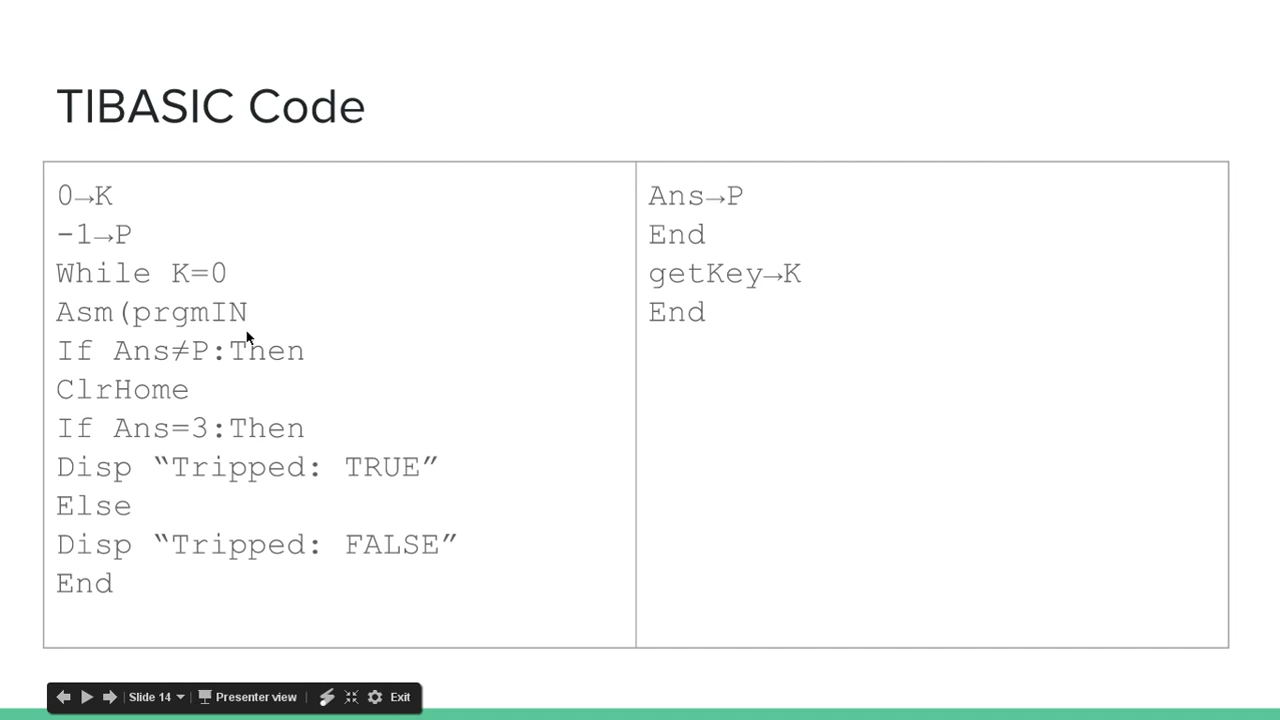 TIBASIC Code
0→K
-1→P
While K=0
Asm(prgmIN
If Ans≠P:Then
ClrHome
If Ans=3:Then
Disp “Tripped: TRUE”
Else
Disp “Tripped: FALSE”
End
Ans→P
End
getKey→K
End
Slide 14 Presenter view Exit